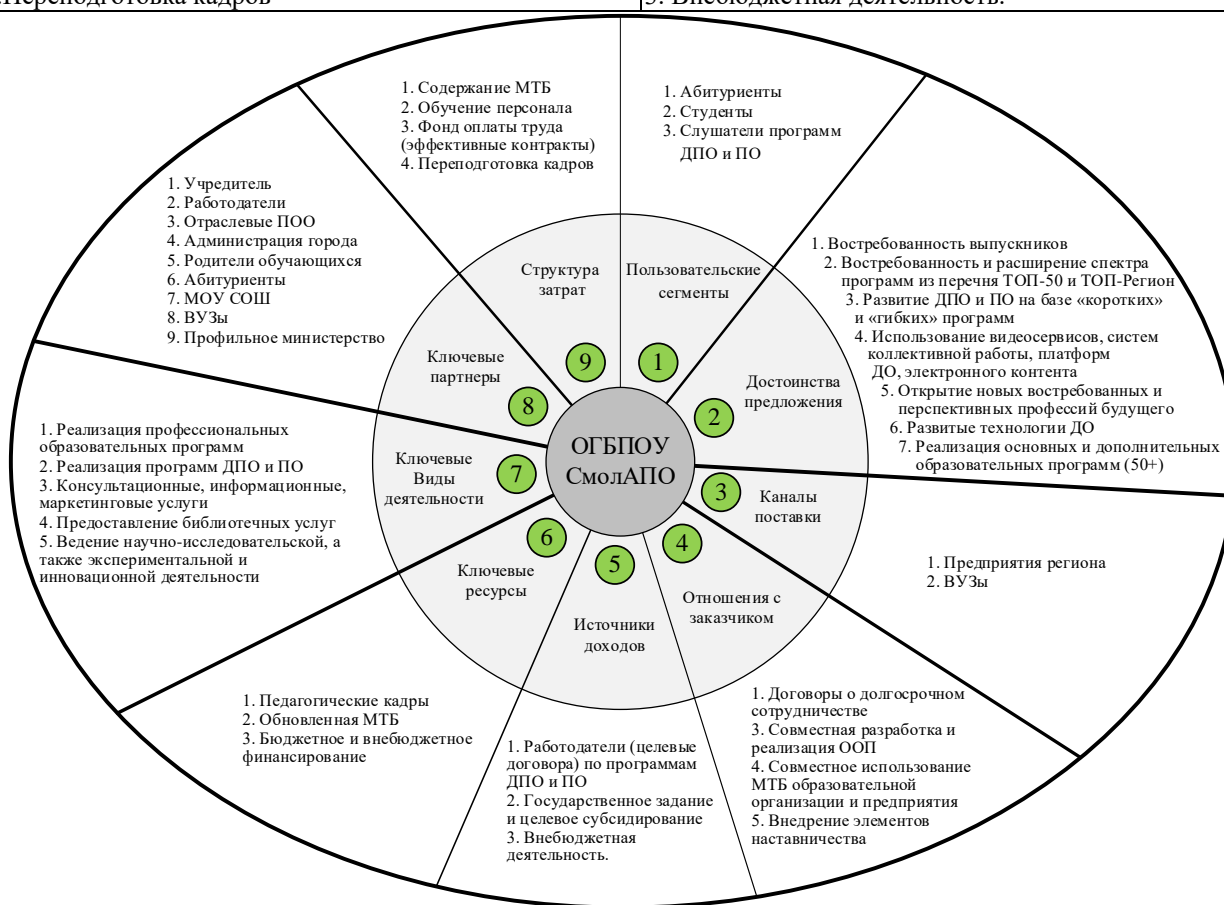 Переподготовка кадров
3. Внебюджетная деятельность.
1. Содержание МТБ
2. Обучение персонала
3. Фонд оплаты труда
(эффективные контракты)
4. Переподготовка кадров
1. Абитуриенты
2. Студенты
3. Слушатели программ
ДПО и ПО
1. Учредитель
2. Работодатели
3. Отраслевые ПОО
4. Администрация города
5. Родители обучающихся
6. Абитуриенты
7. МОУ СОШ
8. ВУЗы
9. Профильное министерство
1. Востребованность выпускников
2. Востребованность и расширение спектра
программ из перечня ТОП-50 и ТОП-Регион
3. Развитие ДПО и ПО на базе «коротких»
и «гибких» программ
4. Использование видеосервисов, систем
коллективной работы, платформ
ДО, электронного контента
5. Открытие новых востребованных и
перспективных профессий будущего
6. Развитые технологии ДО
7. Реализация основных и дополнительных
образовательных программ (50+)
Структура
затрат
9
Пользовательские
сегменты
1
Ключевые
партнеры
8
Достоинства
предложения
2
ОГБПОУ
СмолАПО
Ключевые
Виды
деятельности
7
Каналы
поставки
3
Ключевые
ресурсы
6
Источники
доходов
5
Отношения с
заказчиком
4
1. Реализация профессиональных
образовательных программ
2. Реализация программ ДПО и ПО
3. Консультационные, информационные,
маркетинговые услуги
4. Предоставление библиотечных услуг
5. Ведение научно-исследовательской, а
также экспериментальной и
инновационной деятельности
1. Предприятия региона
2. ВУЗы
1. Педагогические кадры
2. Обновленная МТБ
3. Бюджетное и внебюджетное
финансирование
1. Работодатели (целевые
договора) по программам
ДПО и ПО
2. Государственное задание
и целевое субсидирование
3. Внебюджетная
деятельность.
1. Договоры о долгосрочном
сотрудничестве
3. Совместная разработка и
реализация ООП
4. Совместное использование
МТБ образовательной
организации и предприятия
5. Внедрение элементов
наставничества